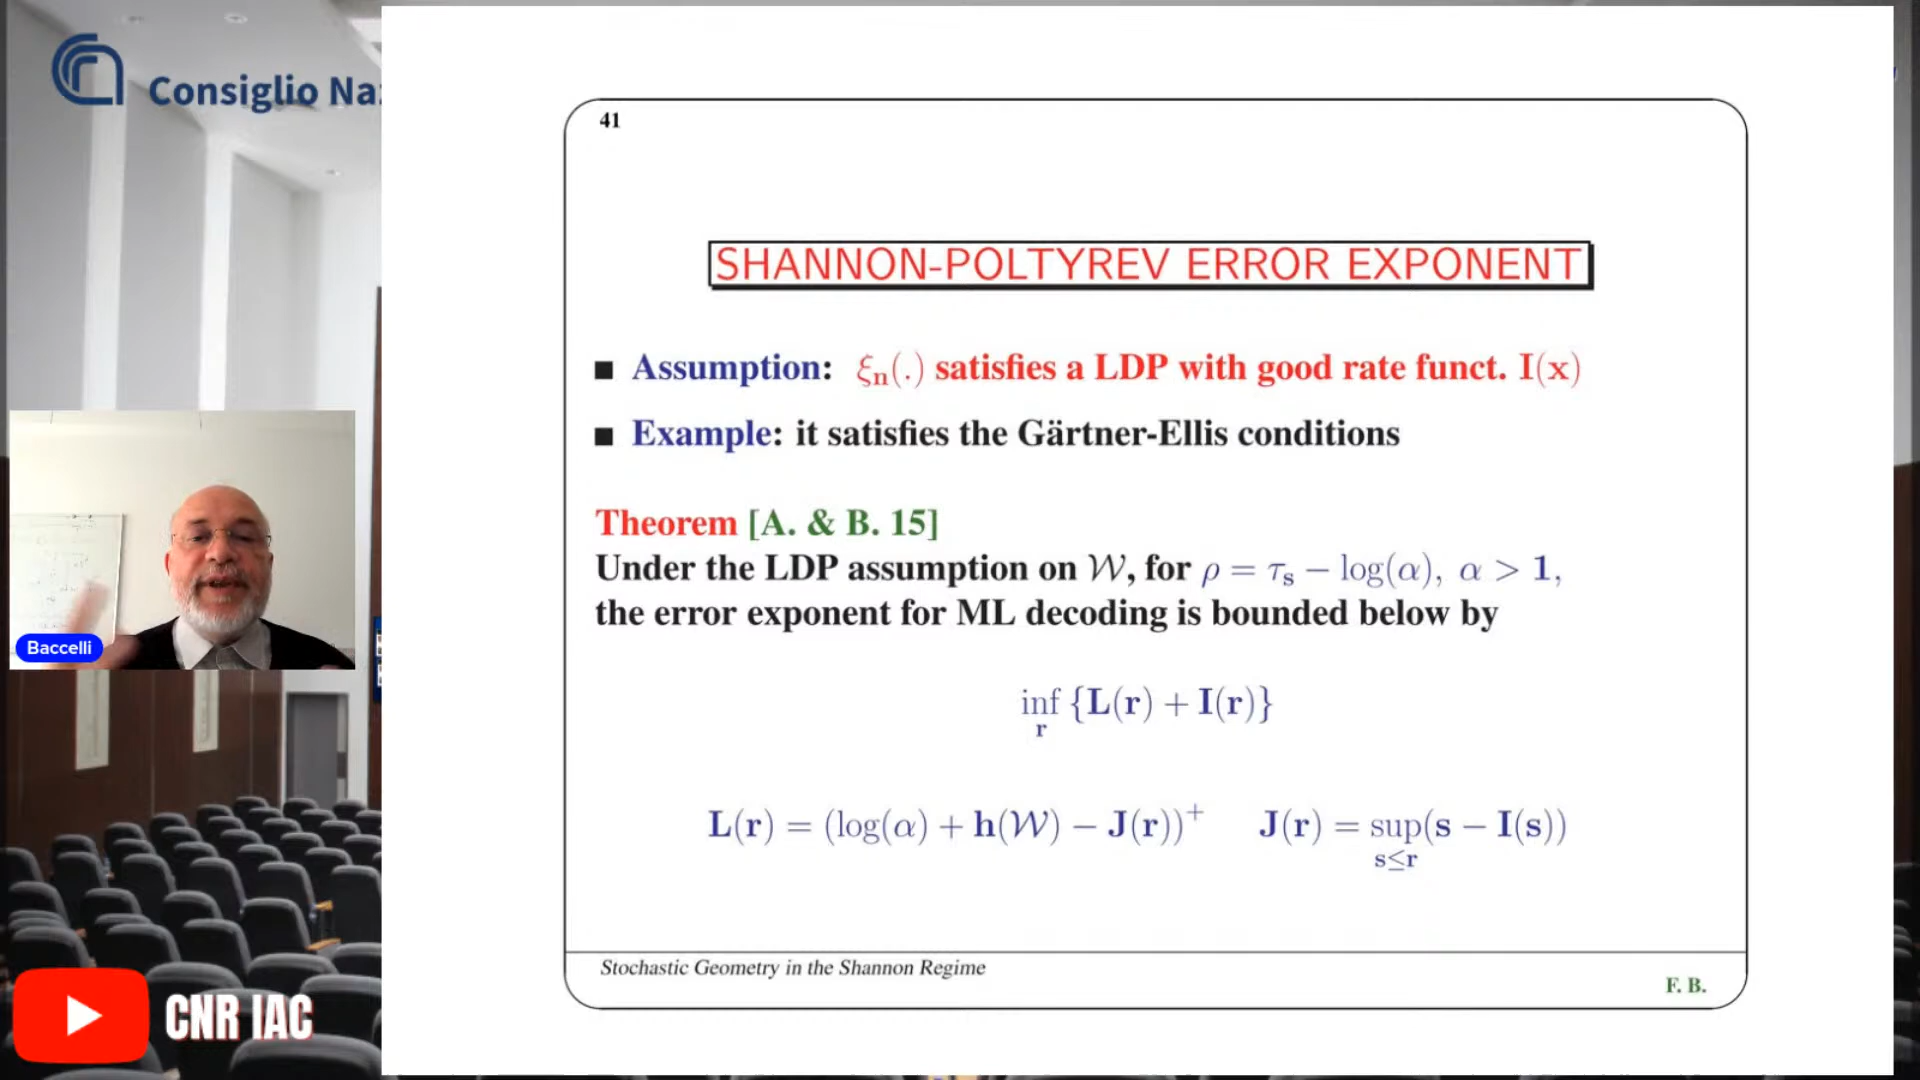 Consiglio Na
41
SHANNON-POLTYREV ERROR EXPONENT
■ Assumption: ξₙ(.) satisfies a LDP with good rate funct. I(x)
■ Example: it satisfies the Gärtner-Ellis conditions
Theorem [A. & B. 15]
Under the LDP assumption on 𝒲, for ρ = τₛ − log(α), α > 1,
the error exponent for ML decoding is bounded below by
inf {L(r) + I(r)}
r
L(r) = (log(α) + h(𝒲) − J(r))⁺ J(r) = sup(s − I(s))
s≤r
Stochastic Geometry in the Shannon Regime
F. B.
Baccelli
CNR IAC